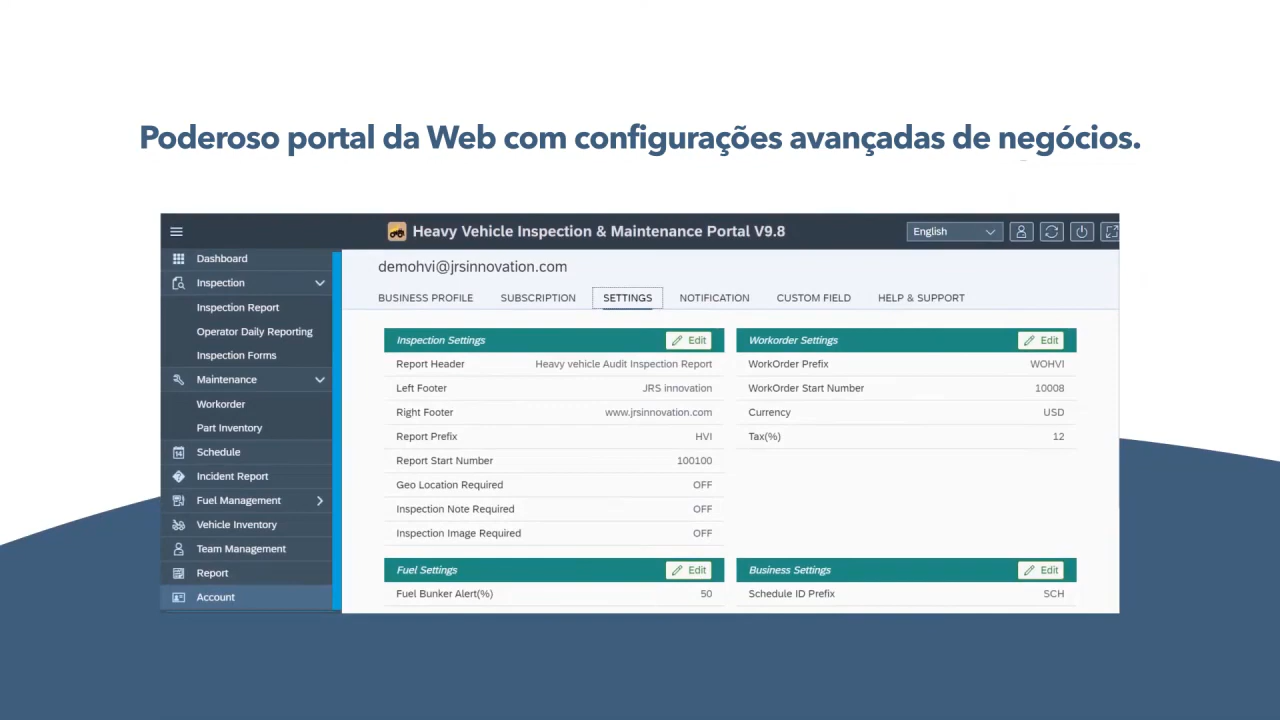 Poderoso portal da Web com configurações avançadas de negócios.
Heavy Vehicle Inspection & Maintenance Portal V9.8
English
Dashboard
Inspection
Inspection Report
Operator Daily Reporting
Inspection Forms
Maintenance
Workorder
Part Inventory
Schedule
Incident Report
Fuel Management
Vehicle Inventory
Team Management
Report
Account
demohvi@jrsinnovation.com
BUSINESS PROFILE SUBSCRIPTION SETTINGS NOTIFICATION CUSTOM FIELD HELP & SUPPORT
Inspection Settings Edit
Report Header Heavy vehicle Audit Inspection Report
Left Footer JRS innovation
Right Footer www.jrsinnovation.com
Report Prefix HVI
Report Start Number 100100
Geo Location Required OFF
Inspection Note Required OFF
Inspection Image Required OFF
Workorder Settings Edit
WorkOrder Prefix WOHVI
WorkOrder Start Number 10008
Currency USD
Tax(%) 12
Fuel Settings Edit
Fuel Bunker Alert(%) 50
Business Settings Edit
Schedule ID Prefix SCH